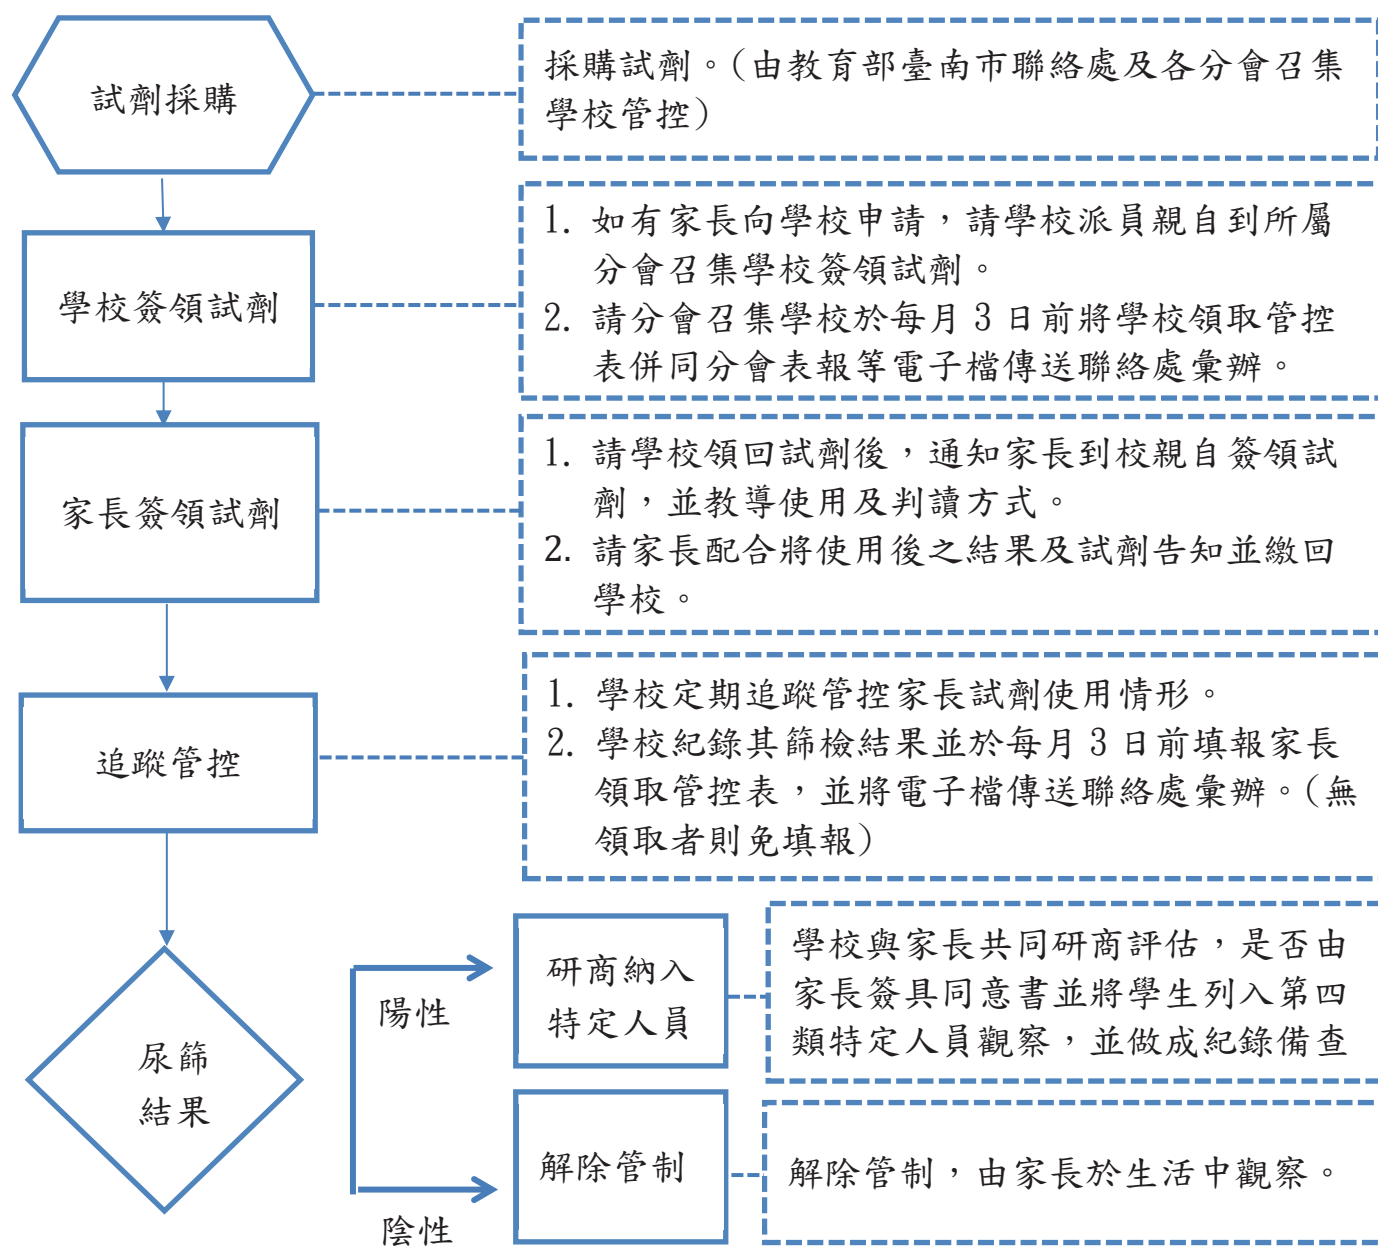 試劑採購
採購試劑。(由教育部臺南市聯絡處及各分會召集
學校管控)
學校簽領試劑
1. 如有家長向學校申請，請學校派員親自到所屬
分會召集學校簽領試劑。
2. 請分會召集學校於每月 3 日前將學校領取管控
表併同分會表報等電子檔傳送聯絡處彙辦。
家長簽領試劑
1. 請學校領回試劑後，通知家長到校親自簽領試
劑，並教導使用及判讀方式。
2. 請家長配合將使用後之結果及試劑告知並繳回
學校。
追蹤管控
1. 學校定期追蹤管控家長試劑使用情形。
2. 學校紀錄其篩檢結果並於每月 3 日前填報家長
領取管控表，並將電子檔傳送聯絡處彙辦。(無
領取者則免填報)
尿篩
結果
陽性
研商納入
特定人員
學校與家長共同研商評估，是否由
家長簽具同意書並將學生列入第四
類特定人員觀察，並做成紀錄備查
陰性
解除管制
解除管制，由家長於生活中觀察。